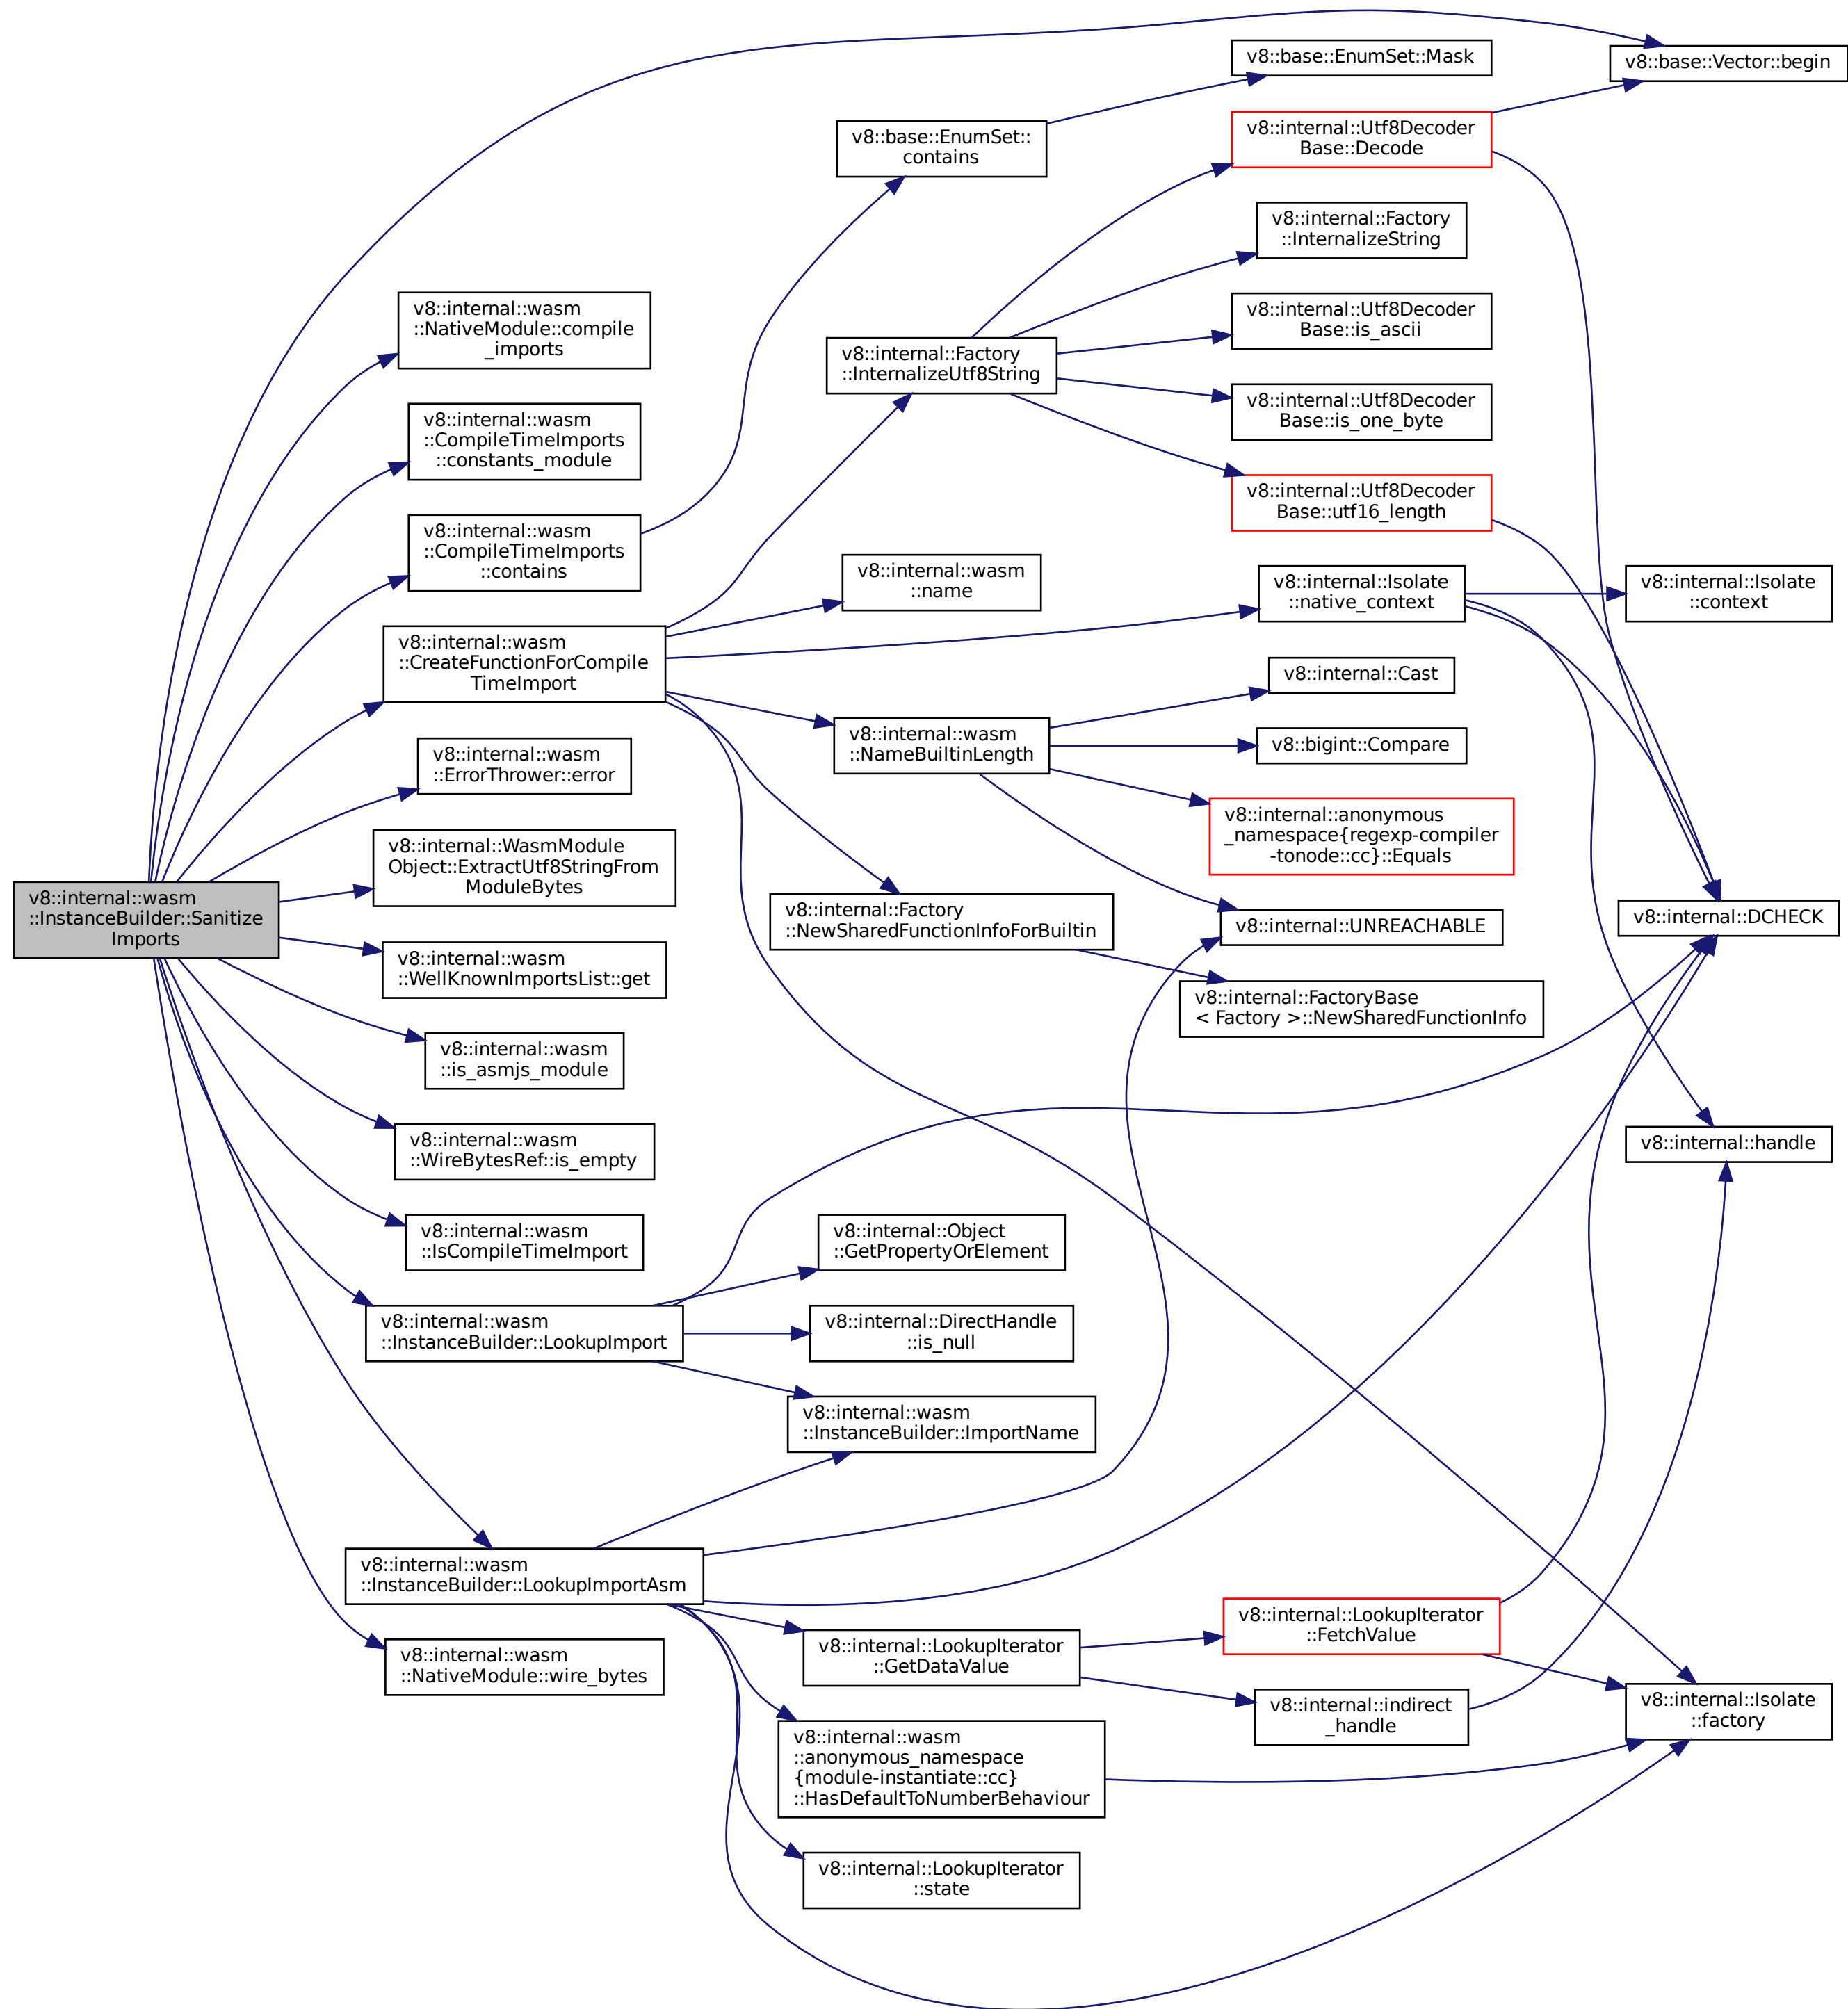 v8::internal::wasm
::InstanceBuilder::Sanitize
Imports
v8::base::Vector::begin
v8::internal::wasm
::NativeModule::compile
_imports
v8::internal::wasm
::CompileTimeImports
::constants_module
v8::internal::wasm
::CompileTimeImports
::contains
v8::base::EnumSet::
contains
v8::base::EnumSet::Mask
v8::internal::wasm
::CreateFunctionForCompile
TimeImport
v8::internal::Factory
::InternalizeUtf8String
v8::internal::Utf8Decoder
Base::Decode
v8::internal::Factory
::InternalizeString
v8::internal::Utf8Decoder
Base::is_ascii
v8::internal::Utf8Decoder
Base::is_one_byte
v8::internal::Utf8Decoder
Base::utf16_length
v8::internal::wasm
::name
v8::internal::Isolate
::native_context
v8::internal::Isolate
::context
v8::internal::wasm
::NameBuiltinLength
v8::internal::Cast
v8::bigint::Compare
v8::internal::anonymous
_namespace{regexp-compiler
-tonode::cc}::Equals
v8::internal::UNREACHABLE
v8::internal::Factory
::NewSharedFunctionInfoForBuiltin
v8::internal::FactoryBase
< Factory >::NewSharedFunctionInfo
v8::internal::DCHECK
v8::internal::handle
v8::internal::wasm
::ErrorThrower::error
v8::internal::WasmModule
Object::ExtractUtf8StringFrom
ModuleBytes
v8::internal::wasm
::WellKnownImportsList::get
v8::internal::wasm
::is_asmjs_module
v8::internal::wasm
::WireBytesRef::is_empty
v8::internal::wasm
::IsCompileTimeImport
v8::internal::wasm
::InstanceBuilder::LookupImport
v8::internal::Object
::GetPropertyOrElement
v8::internal::DirectHandle
::is_null
v8::internal::wasm
::InstanceBuilder::ImportName
v8::internal::wasm
::InstanceBuilder::LookupImportAsm
v8::internal::LookupIterator
::GetDataValue
v8::internal::LookupIterator
::FetchValue
v8::internal::indirect
_handle
v8::internal::Isolate
::factory
v8::internal::wasm
::anonymous_namespace
{module-instantiate::cc}
::HasDefaultToNumberBehaviour
v8::internal::LookupIterator
::state
v8::internal::wasm
::NativeModule::wire_bytes